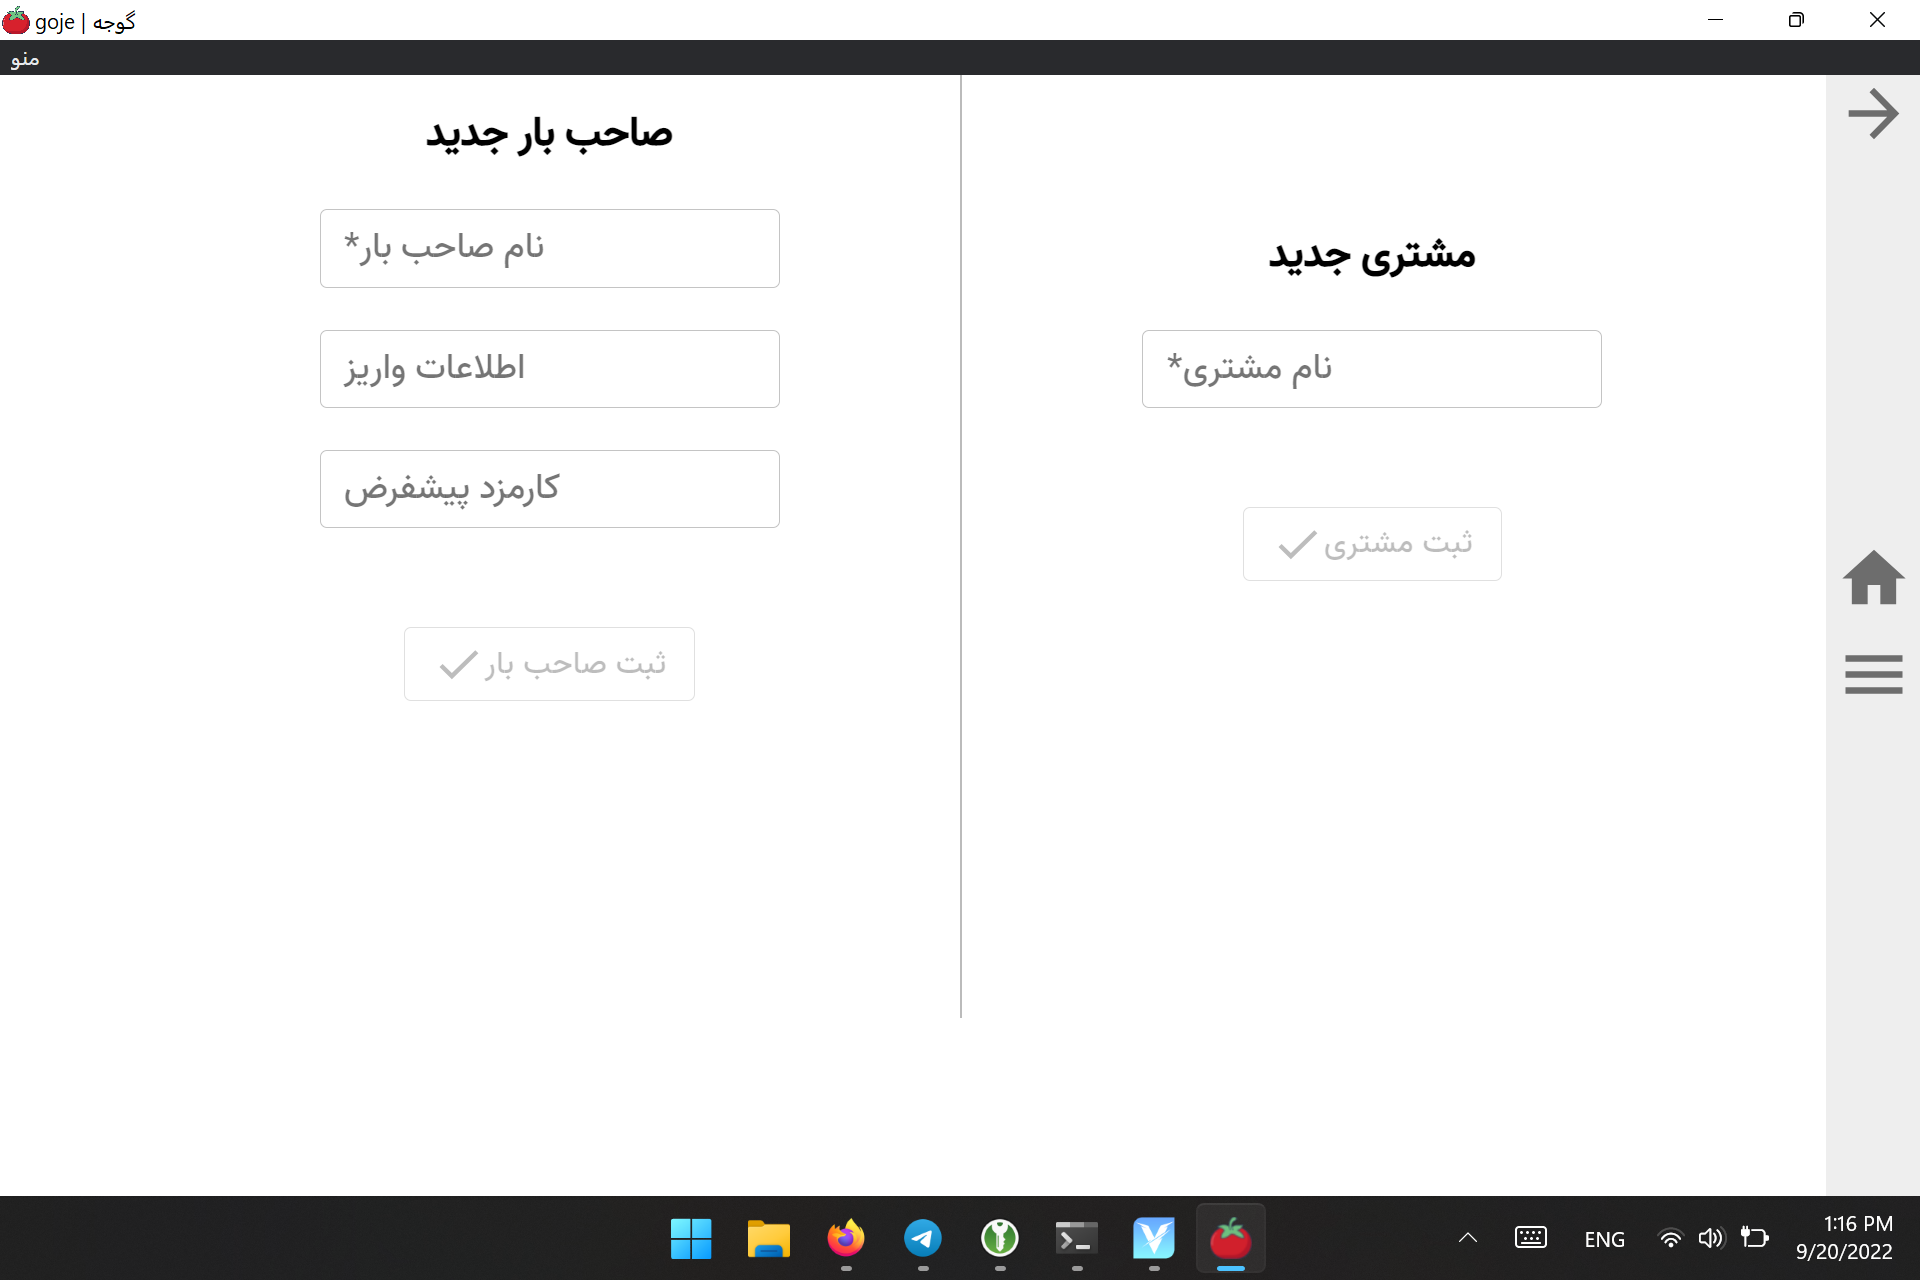 goje | گوجه
منو
مشتری جدید
نام مشتری*
ثبت مشتری
صاحب بار جدید
نام صاحب بار*
اطلاعات واریز
کارمزد پیشفرض
ثبت صاحب بار
ENG
1:16 PM
9/20/2022